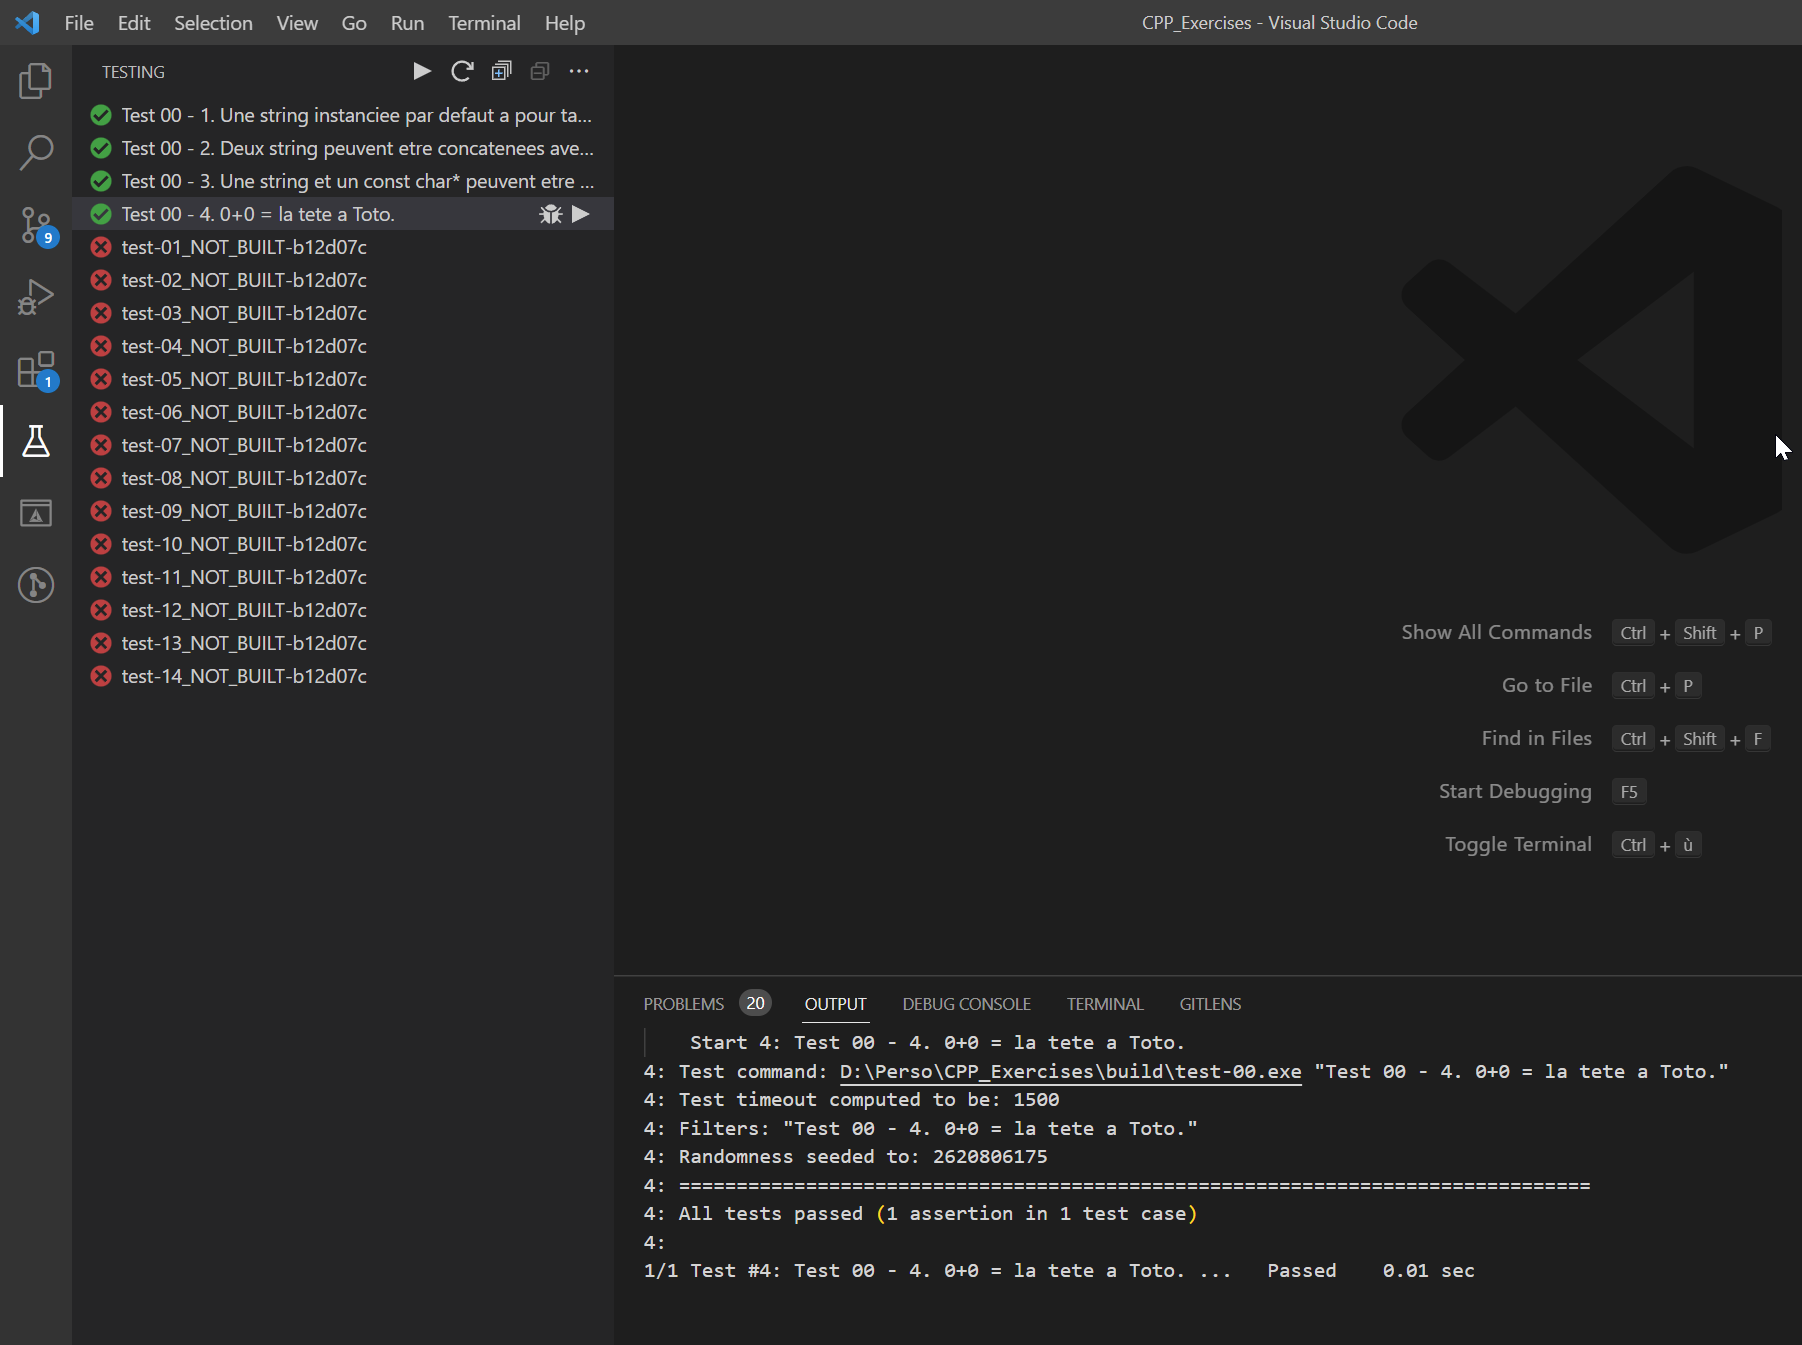 File Edit Selection View Go Run Terminal Help CPP_Exercises - Visual Studio Code
TESTING
Test 00 - 1. Une string instanciee par defaut a pour ta...
Test 00 - 2. Deux string peuvent etre concatenees ave...
Test 00 - 3. Une string et un const char* peuvent etre ...
Test 00 - 4. 0+0 = la tete a Toto.
test-01_NOT_BUILT-b12d07c
test-02_NOT_BUILT-b12d07c
test-03_NOT_BUILT-b12d07c
test-04_NOT_BUILT-b12d07c
test-05_NOT_BUILT-b12d07c
test-06_NOT_BUILT-b12d07c
test-07_NOT_BUILT-b12d07c
test-08_NOT_BUILT-b12d07c
test-09_NOT_BUILT-b12d07c
test-10_NOT_BUILT-b12d07c
test-11_NOT_BUILT-b12d07c
test-12_NOT_BUILT-b12d07c
test-13_NOT_BUILT-b12d07c
test-14_NOT_BUILT-b12d07c
9
1
Show All Commands Ctrl + Shift + P
Go to File Ctrl + P
Find in Files Ctrl + Shift + F
Start Debugging F5
Toggle Terminal Ctrl + ù
PROBLEMS 20 OUTPUT DEBUG CONSOLE TERMINAL GITLENS
Start 4: Test 00 - 4. 0+0 = la tete a Toto.
4: Test command: D:\Perso\CPP_Exercises\build\test-00.exe "Test 00 - 4. 0+0 = la tete a Toto."
4: Test timeout computed to be: 1500
4: Filters: "Test 00 - 4. 0+0 = la tete a Toto."
4: Randomness seeded to: 2620806175
4: ===============================================================================
4: All tests passed (1 assertion in 1 test case)
4:
1/1 Test #4: Test 00 - 4. 0+0 = la tete a Toto. ... Passed 0.01 sec